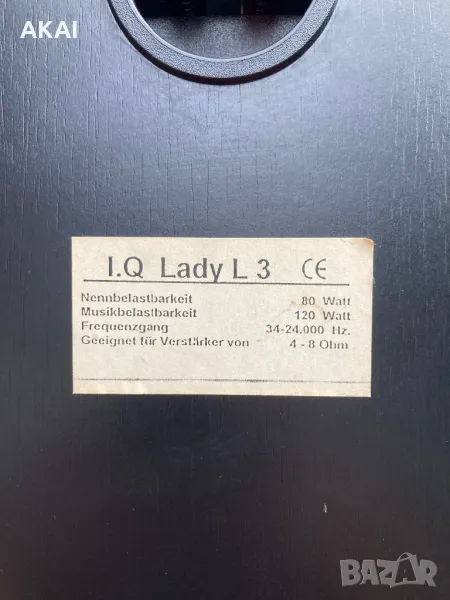 AKAI
I.Q Lady L 3 CE
Nennbelastbarkeit 80 Watt
Musikbelastbarkeit 120 Watt
Frequenzgang 34-24.000 Hz.
Geeignet für Verstärker von 4 - 8 Ohm
BAZAR